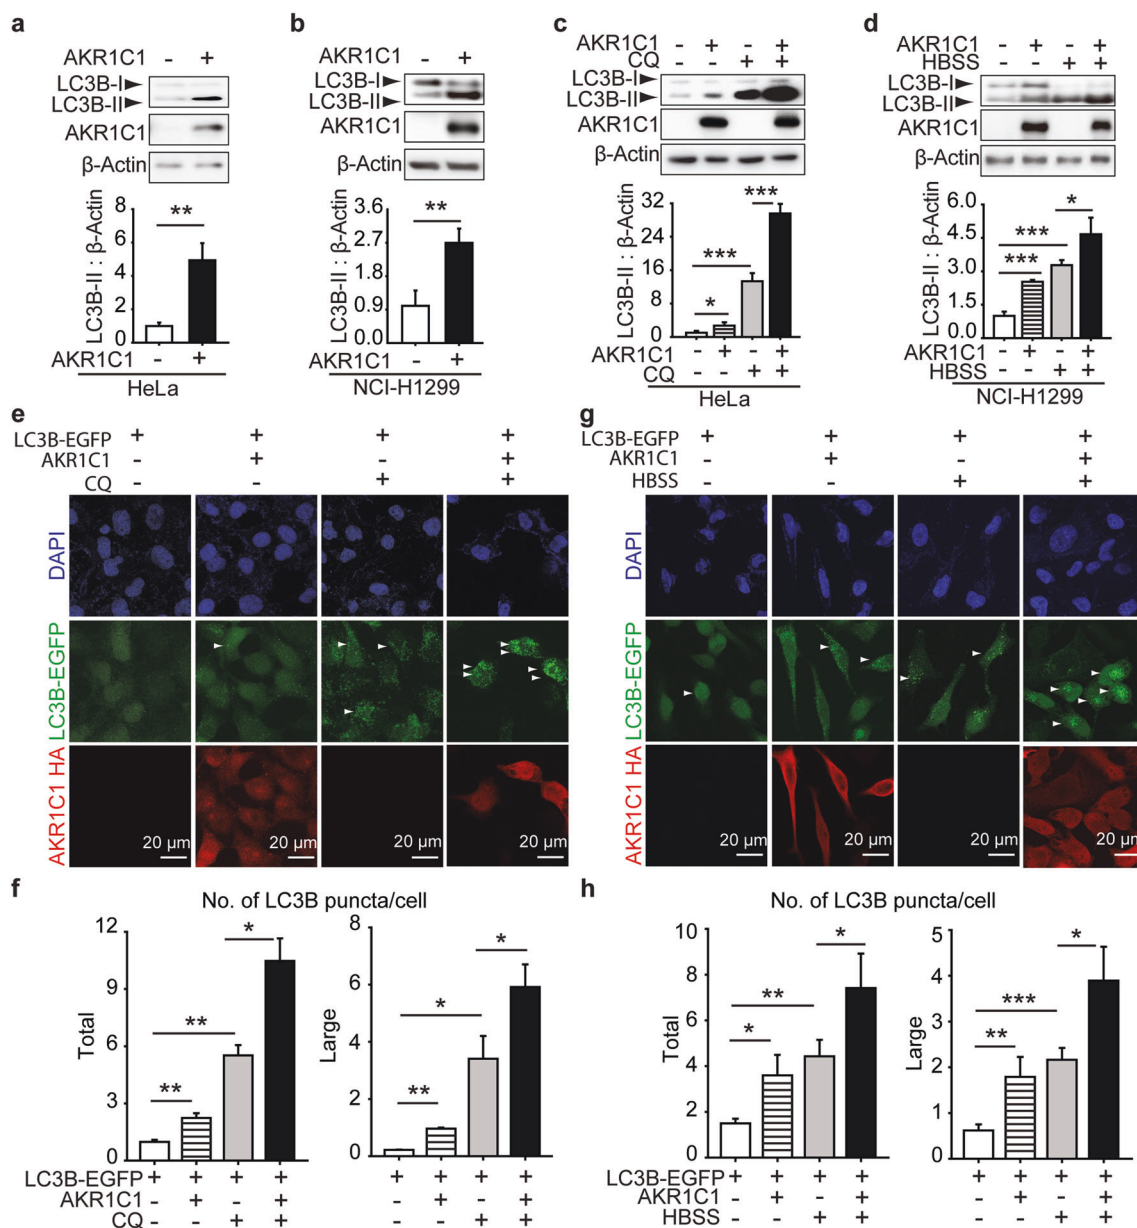 a
AKR1C1 - +
LC3B-I
LC3B-II
AKR1C1
β-Actin
LC3B-II : β-Actin
8
6
4
2
0
**
AKR1C1 - +
HeLa
b
AKR1C1 - +
LC3B-I
LC3B-II
AKR1C1
β-Actin
LC3B-II : β-Actin
3.6
2.7
1.8
0.9
0.0
**
AKR1C1 - +
NCI-H1299
c
AKR1C1 - + - +
CQ - - + +
LC3B-I
LC3B-II
AKR1C1
β-Actin
LC3B-II : β-Actin
32
24
16
8
0
***
***
*
AKR1C1 - + - +
CQ - - + +
HeLa
d
AKR1C1 - + - +
HBSS - - + +
LC3B-I
LC3B-II
AKR1C1
β-Actin
LC3B-II : β-Actin
6.0
4.5
3.0
1.5
0.0
*
***
***
AKR1C1 - + - +
HBSS - - + +
NCI-H1299
e
LC3B-EGFP + + + +
AKR1C1 - + - +
CQ - - + +
DAPI
LC3B-EGFP
AKR1C1 HA
20 µm 20 µm 20 µm 20 µm
g
LC3B-EGFP + + + +
AKR1C1 - + - +
HBSS - - + +
DAPI
LC3B-EGFP
AKR1C1 HA
20 µm 20 µm 20 µm 20 µm
f
No. of LC3B puncta/cell
Total
12
9
6
3
0
*
**
**
LC3B-EGFP + + + +
AKR1C1 - + - +
CQ - - + +
Large
8
6
4
2
0
*
*
**
+ + + +
- + - +
- - + +
h
No. of LC3B puncta/cell
Total
10
8
6
4
2
0
*
**
*
LC3B-EGFP + + + +
AKR1C1 - + - +
HBSS - - + +
Large
5
4
3
2
1
0
*
***
**
+ + + +
- + - +
- - + +